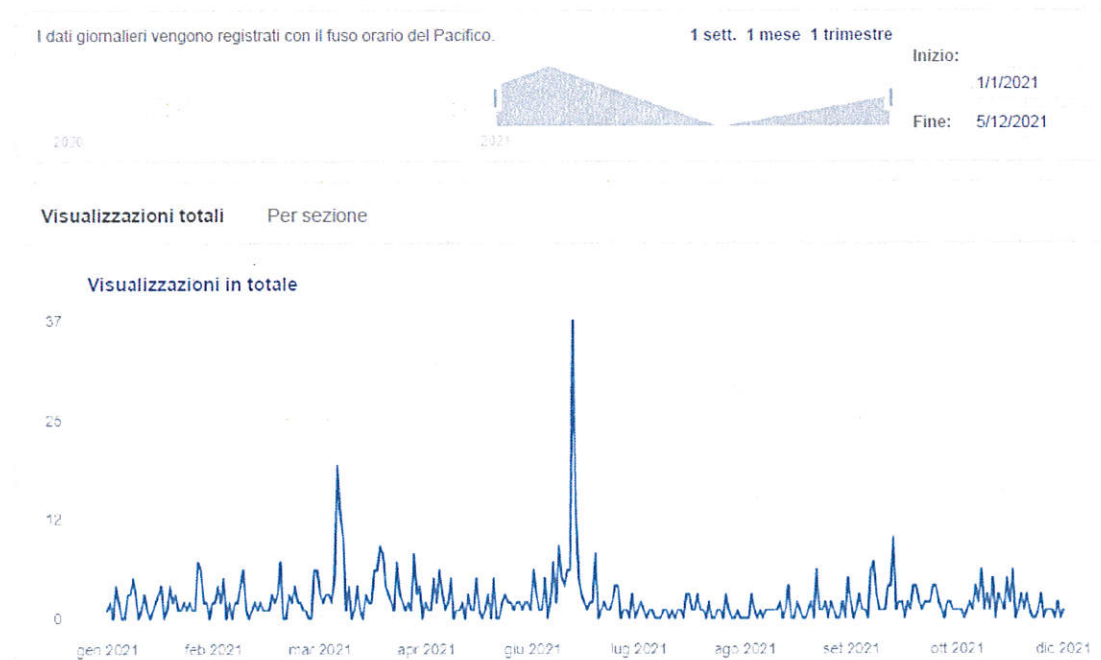 I dati giornalieri vengono registrati con il fuso orario del Pacifico.
1 sett. 1 mese 1 trimestre
Inizio:
1/1/2021
Fine: 5/12/2021
2020
2021
Visualizzazioni totali Per sezione
Visualizzazioni in totale
37
25
12
0
gen 2021 feb 2021 mar 2021 apr 2021 giu 2021 lug 2021 ago 2021 set 2021 ott 2021 dic 2021